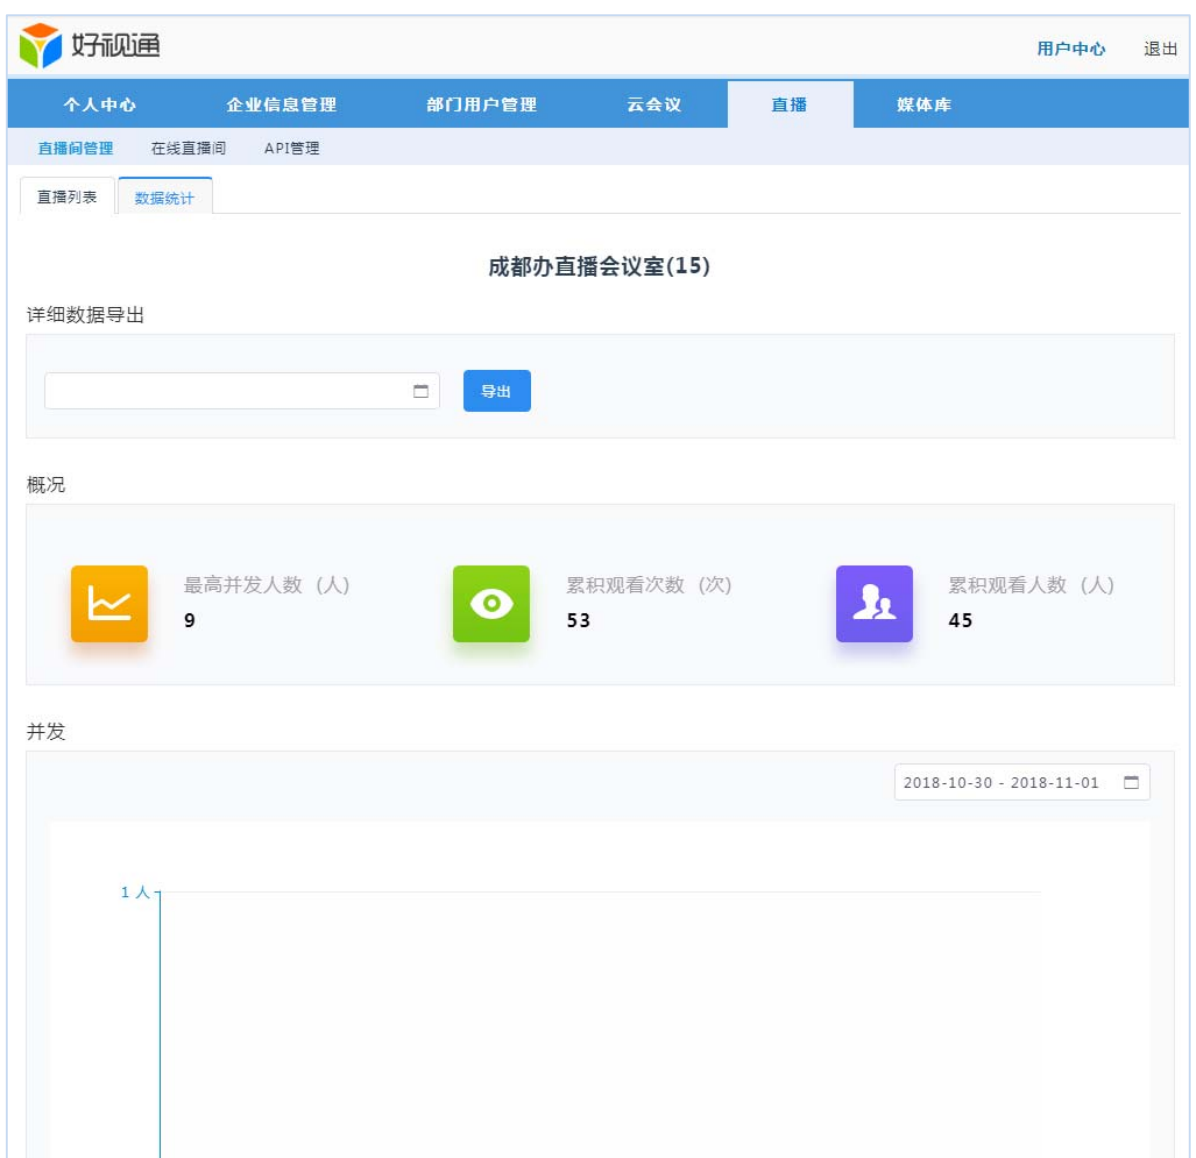 好视通
用户中心 退出
个人中心 企业信息管理 部门用户管理 云会议 直播 媒体库
直播间管理 在线直播间 API管理
直播列表 数据统计
成都办直播会议室(15)
详细数据导出
导出
概况
最高并发人数 (人) 累积观看次数 (次) 累积观看人数 (人)
9 53 45
并发
2018-10-30 - 2018-11-01
1 人